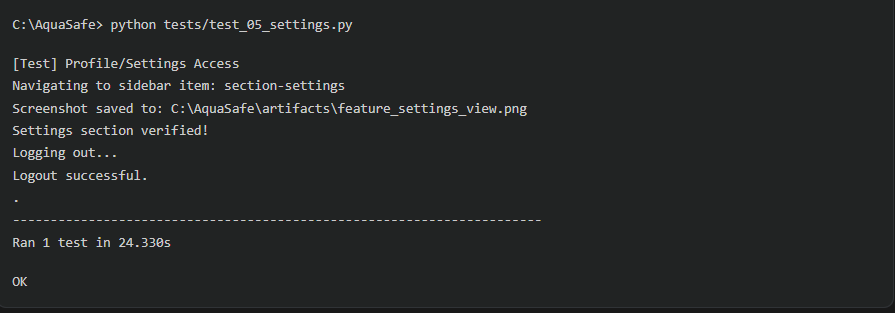 C:\AquaSafe> python tests/test_05_settings.py
[Test] Profile/Settings Access
Navigating to sidebar item: section-settings
Screenshot saved to: C:\AquaSafe\artifacts\feature_settings_view.png
Settings section verified!
Logging out...
Logout successful.
.
----------------------------------------------------------------------
Ran 1 test in 24.330s
OK